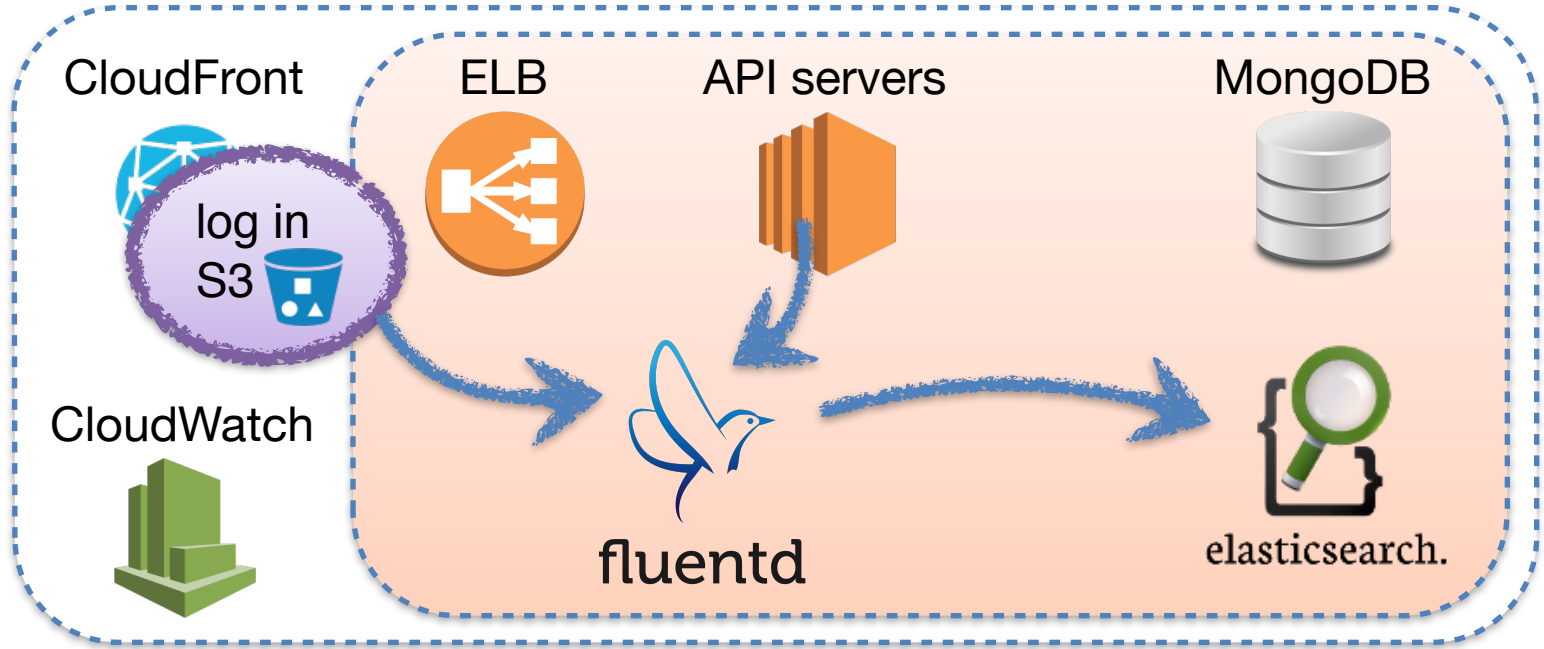 CloudFront
ELB
API servers
MongoDB
log in
S3
CloudWatch
fluentd
elasticsearch.